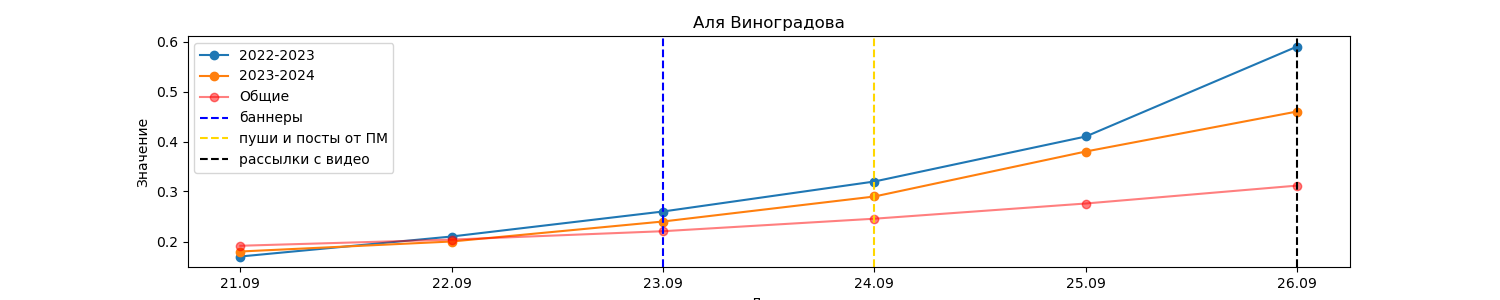 Аля Виноградова
Значение
0.6
0.5
0.4
0.3
0.2
2022-2023
2023-2024
Общие
баннеры
пуши и посты от ПМ
рассылки с видео
21.09
22.09
23.09
24.09
25.09
26.09